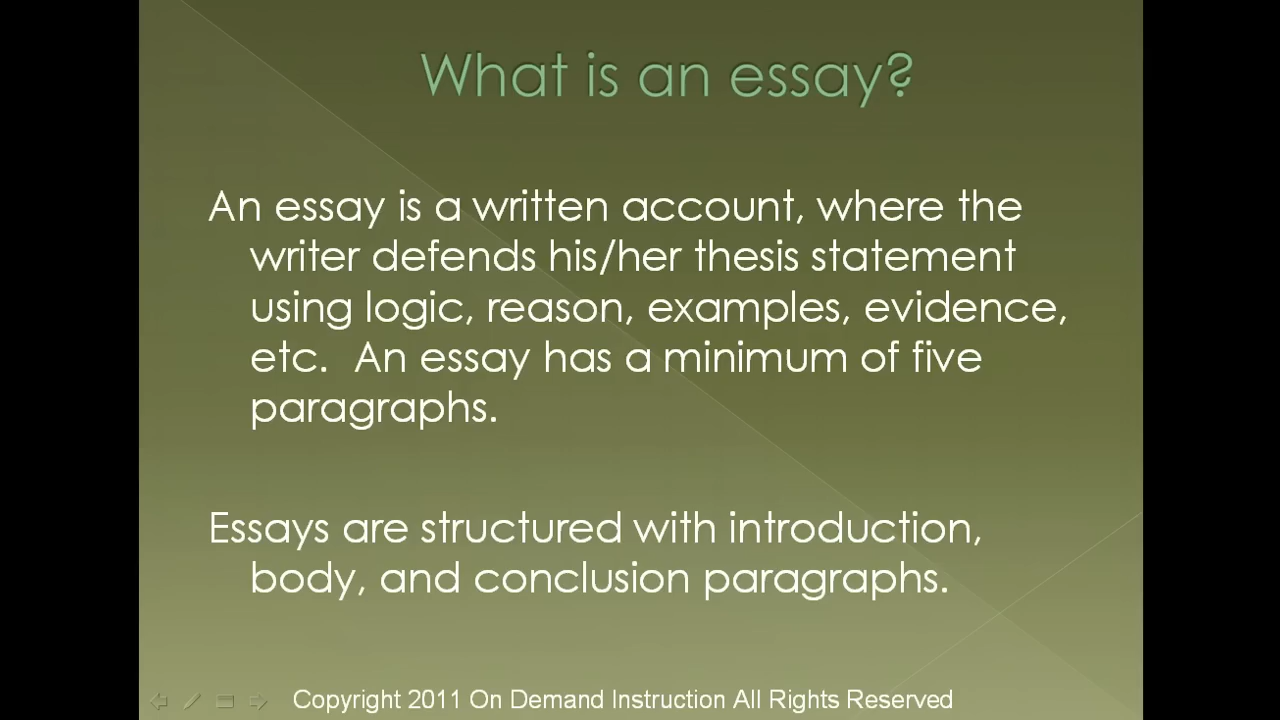 What is an essay?
An essay is a written account, where the
writer defends his/her thesis statement
using logic, reason, examples, evidence,
etc.  An essay has a minimum of five
paragraphs.
Essays are structured with introduction,
body, and conclusion paragraphs.
Copyright 2011 On Demand Instruction All Rights Reserved